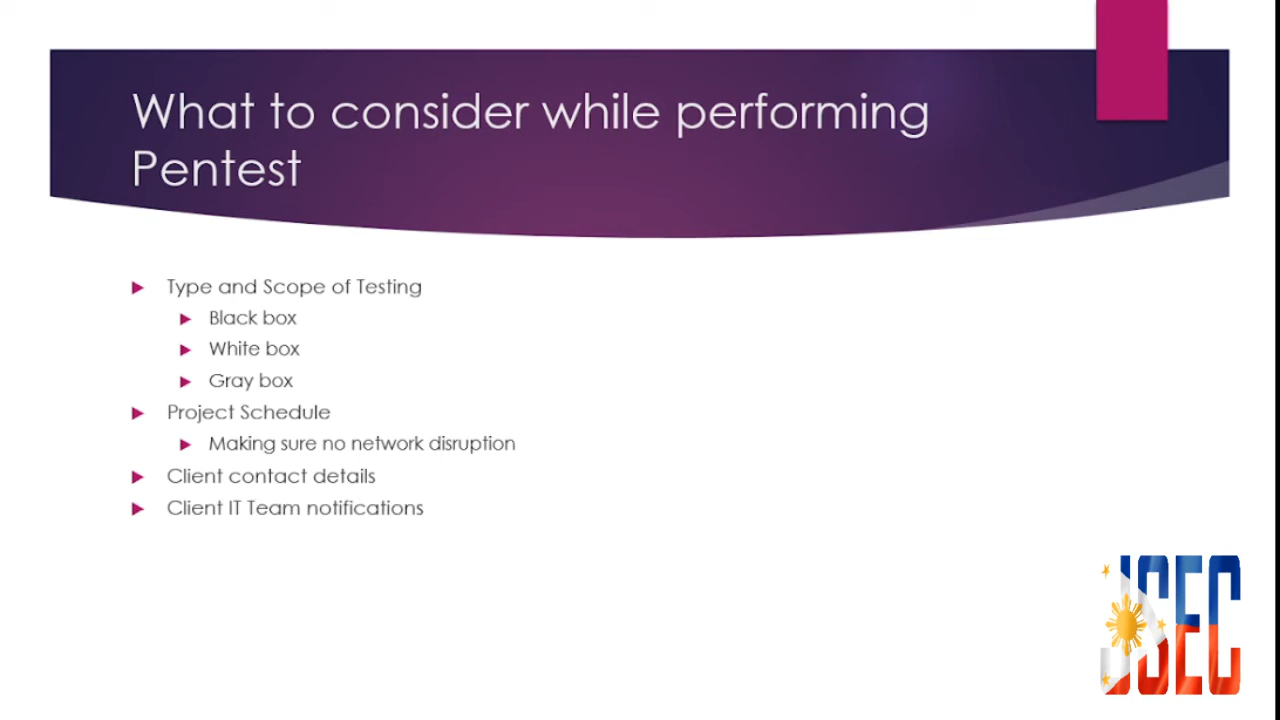 What to consider while performing
Pentest
Type and Scope of Testing
Black box
White box
Gray box
Project Schedule
Making sure no network disruption
Client contact details
Client IT Team notifications
JSEC